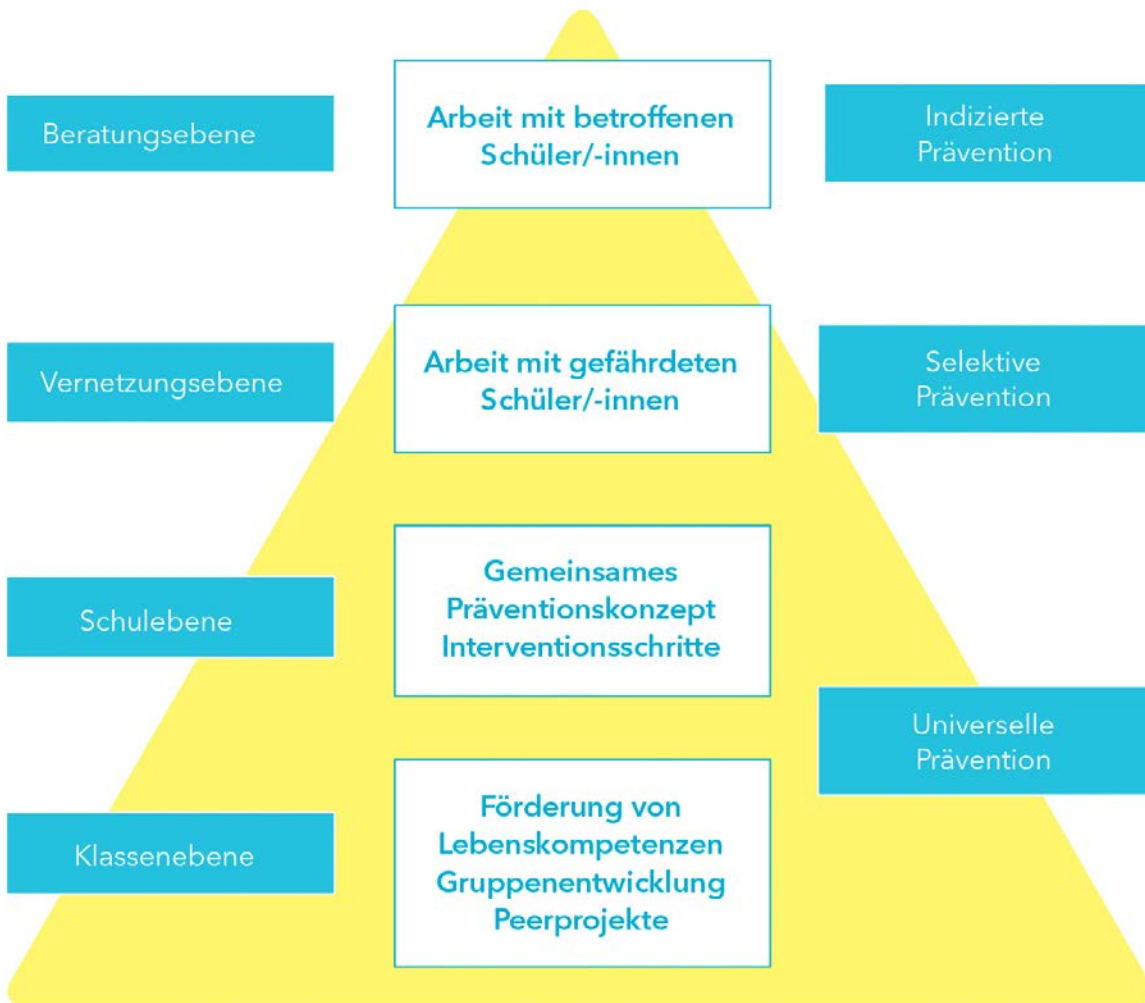 Beratungsebene
Arbeit mit betroffenen
Schüler/-innen
Indizierte
Prävention
Vernetzungsebene
Arbeit mit gefährdeten
Schüler/-innen
Selektive
Prävention
Schulebene
Gemeinsames
Präventionskonzept
Interventionsschritte
Universelle
Prävention
Klassenebene
Förderung von
Lebenskompetenzen
Gruppenentwicklung
Peerprojekte